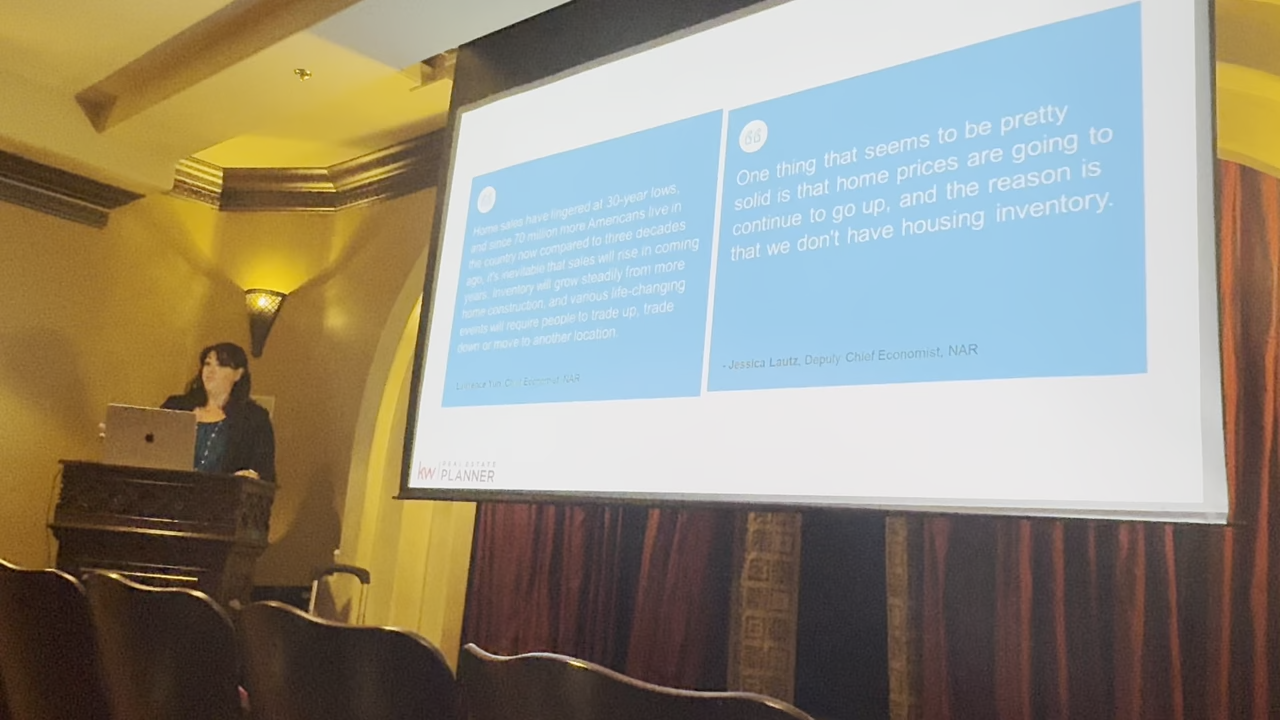 Home sales have lingered at 30-year lows,
and since 70 million more Americans live in
the country now compared to three decades
ago, it's inevitable that sales will rise in coming
years. Inventory will grow steadily from more
home construction, and various life-changing
events will require people to trade up, trade
down or move to another location.
Chief Economist, NAR
One thing that seems to be pretty
solid is that home prices are going to
continue to go up, and the reason is
that we don't have housing inventory.
- Jessica Lautz, Deputy Chief Economist, NAR
kw
REAL ESTATE
PLANNER